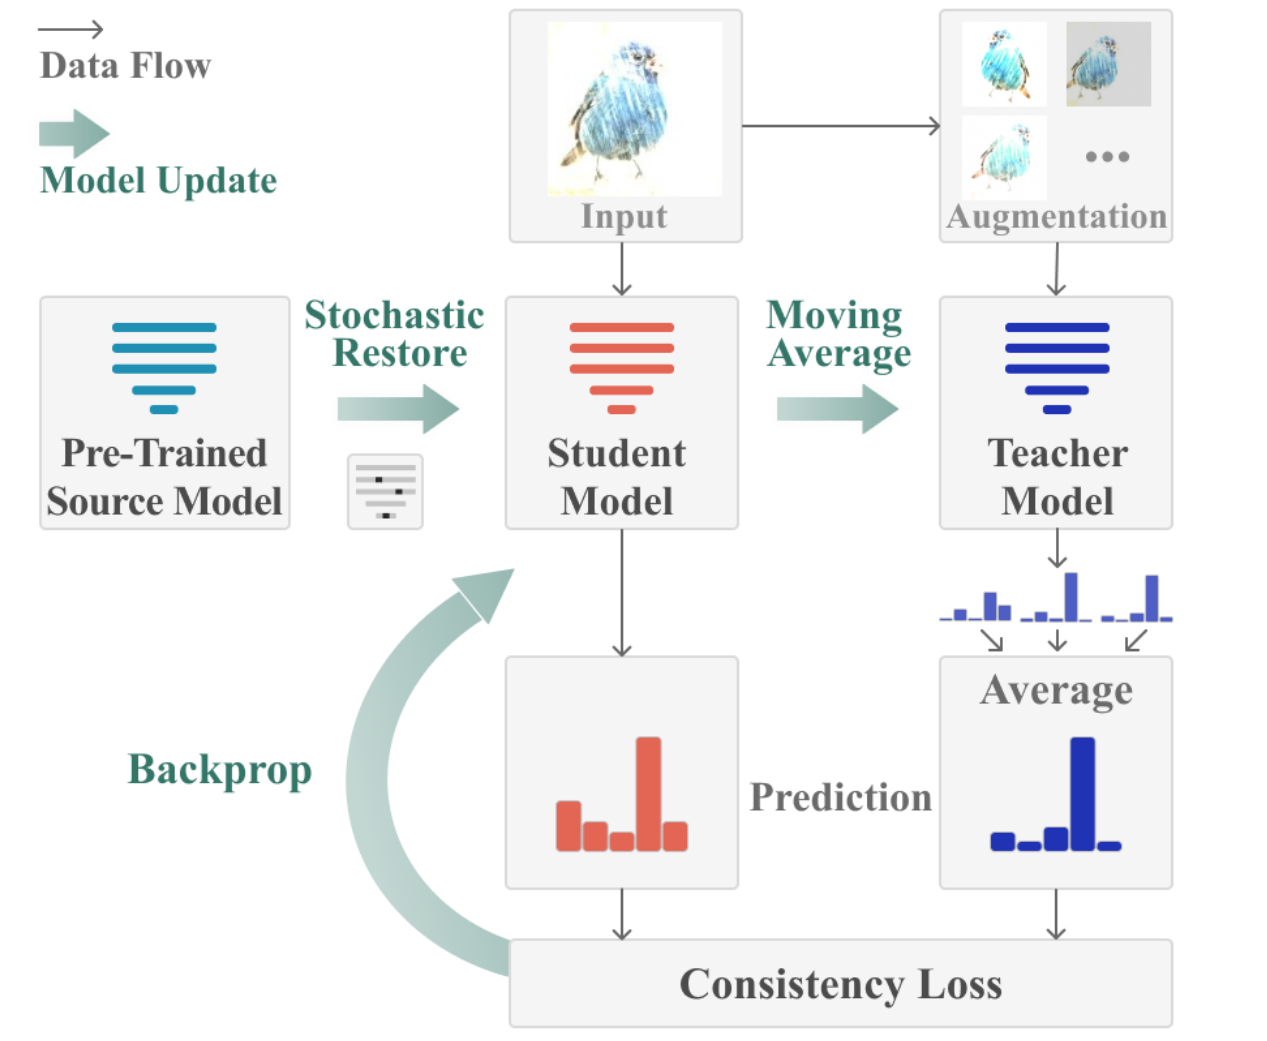 Data Flow
Model Update
Input
Augmentation
Pre-Trained
Source Model
Stochastic
Restore
Student
Model
Moving
Average
Teacher
Model
Backprop
Prediction
Average
Consistency Loss